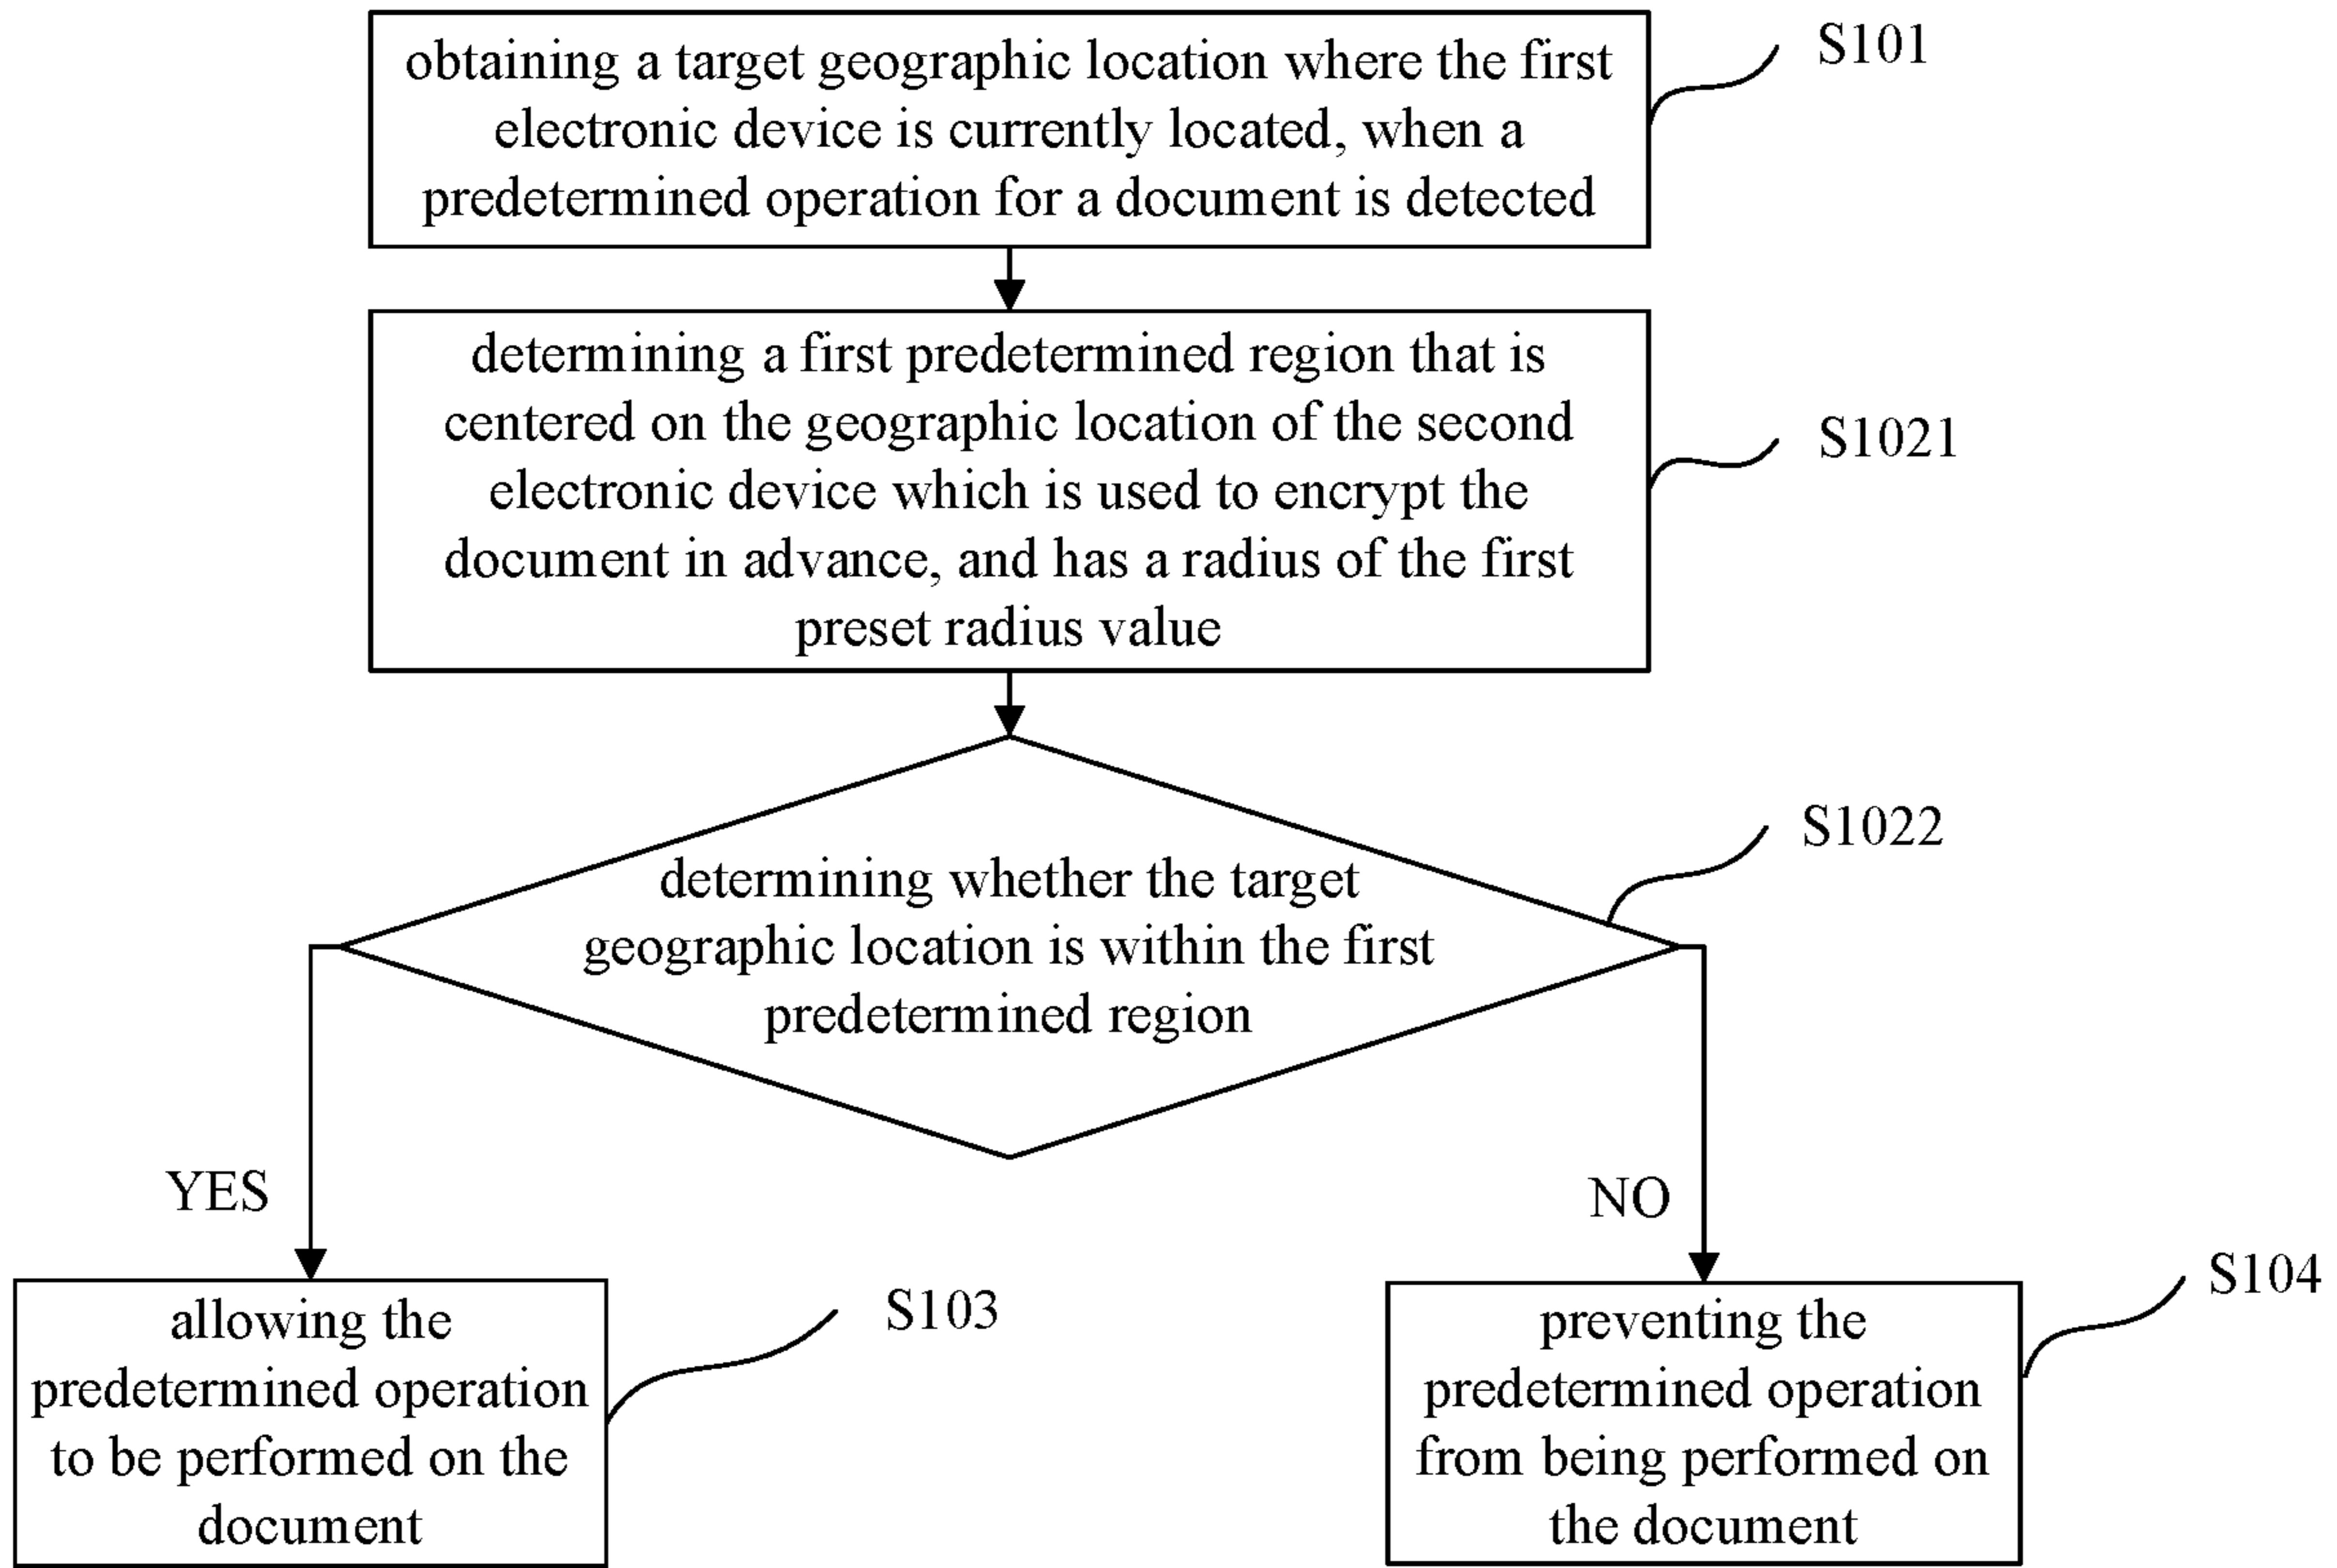 obtaining a target geographic location where the first
electronic device is currently located, when a
predetermined operation for a document is detected
S101
determining a first predetermined region that is
centered on the geographic location of the second
electronic device which is used to encrypt the
document in advance, and has a radius of the first
preset radius value
S1021
determining whether the target
geographic location is within the first
predetermined region
S1022
YES
NO
allowing the
predetermined operation
to be performed on the
document
S103
preventing the
predetermined operation
from being performed on
the document
S104